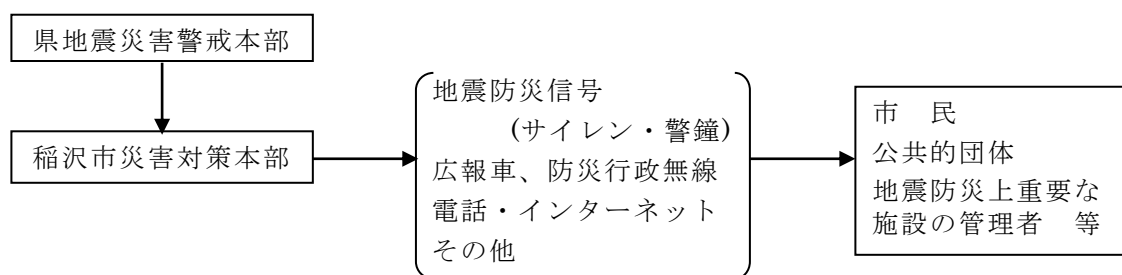 県地震災害警戒本部
稲沢市災害対策本部
地震防災信号
(サイレン・警鐘)
広報車、防災行政無線
電話・インターネット
その他
市　民
公共的団体
地震防災上重要な
施設の管理者　等